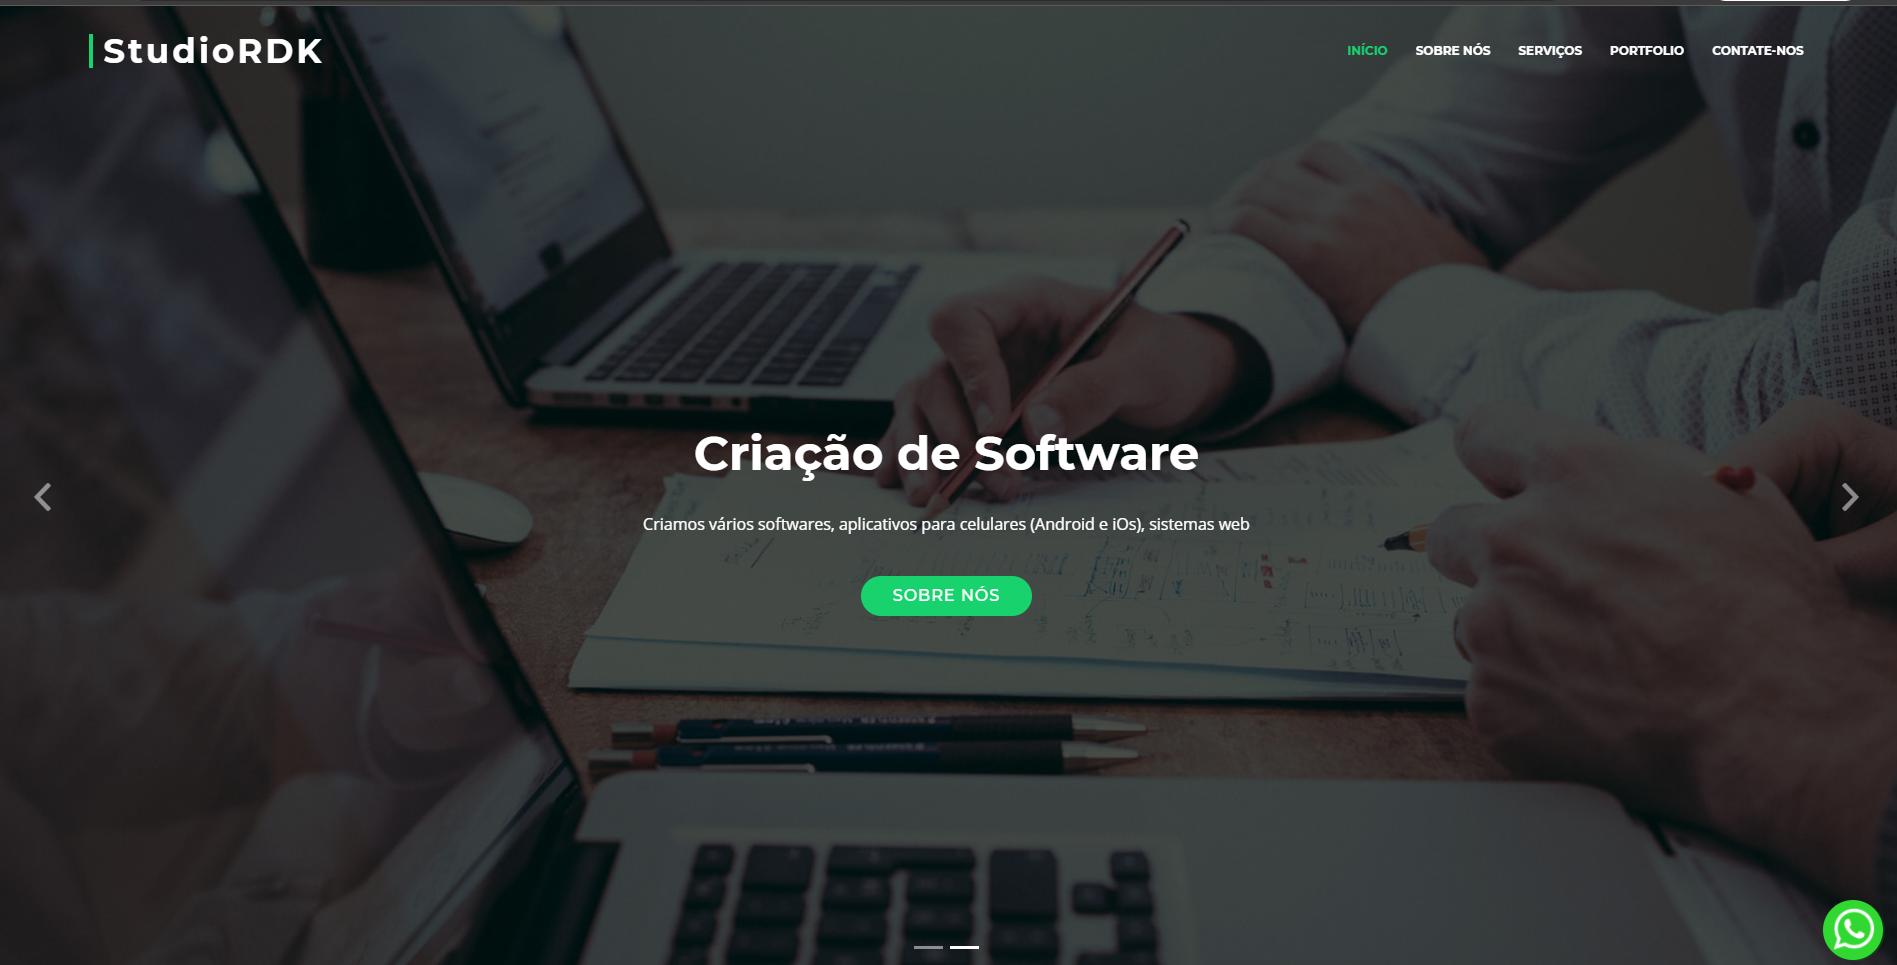 StudioRDK
INÍCIO SOBRE NÓS SERVIÇOS PORTFOLIO CONTATE-NOS
Criação de Software
Criamos vários softwares, aplicativos para celulares (Android e iOs), sistemas web
SOBRE NÓS